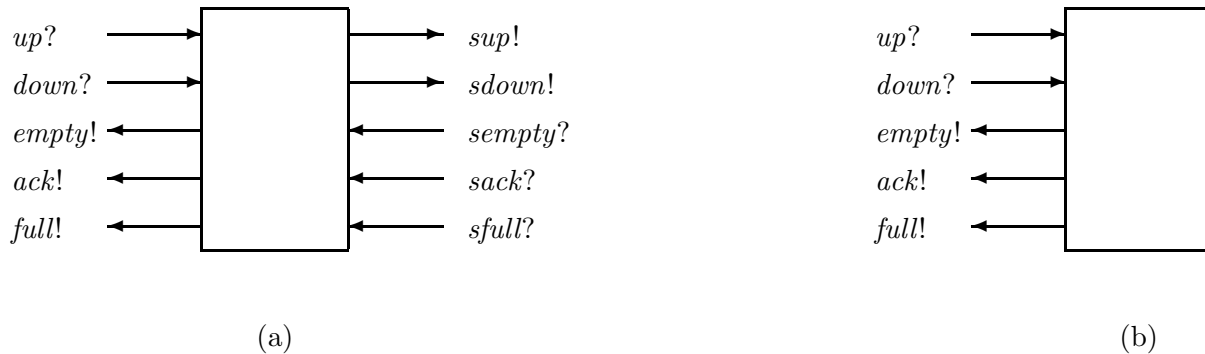 up? sup! up?
down? sdown! down?
empty! sempty? empty!
ack! sack? ack!
full! sfull? full!
(a) (b)